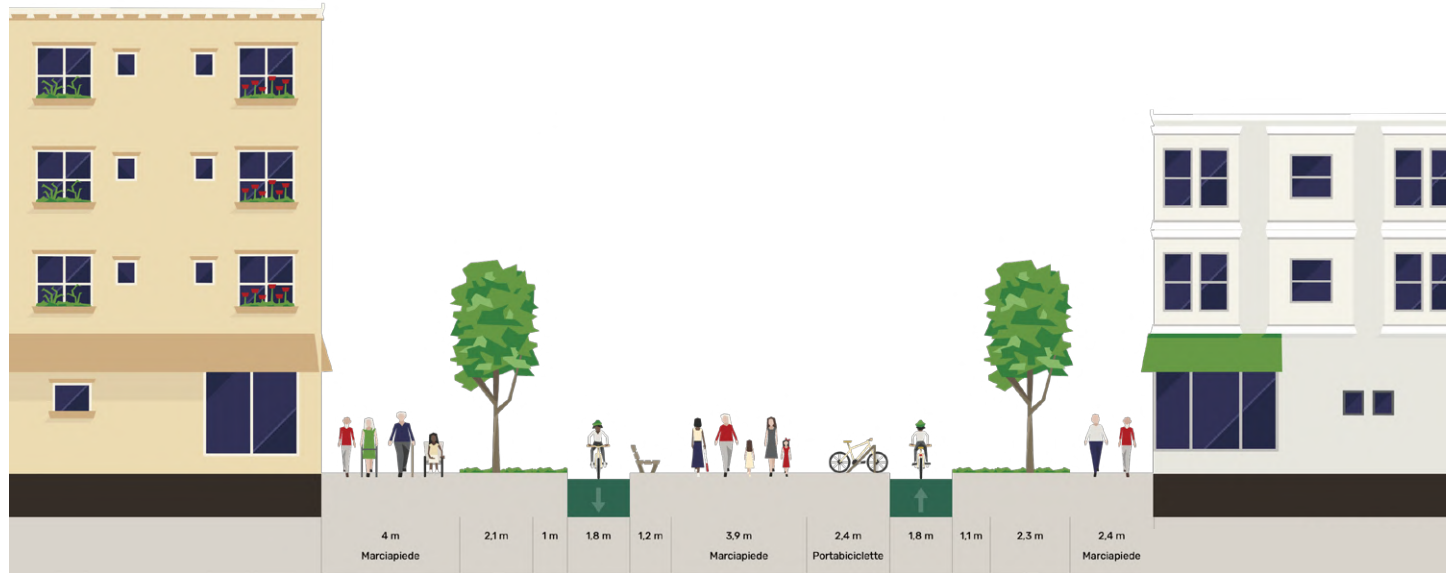 4 m
Marciapiede
2,1 m
1 m
1,8 m
1,2 m
3,9 m
Marciapiede
2,4 m
Portabiciclette
1,8 m
1,1 m
2,3 m
2,4 m
Marciapiede